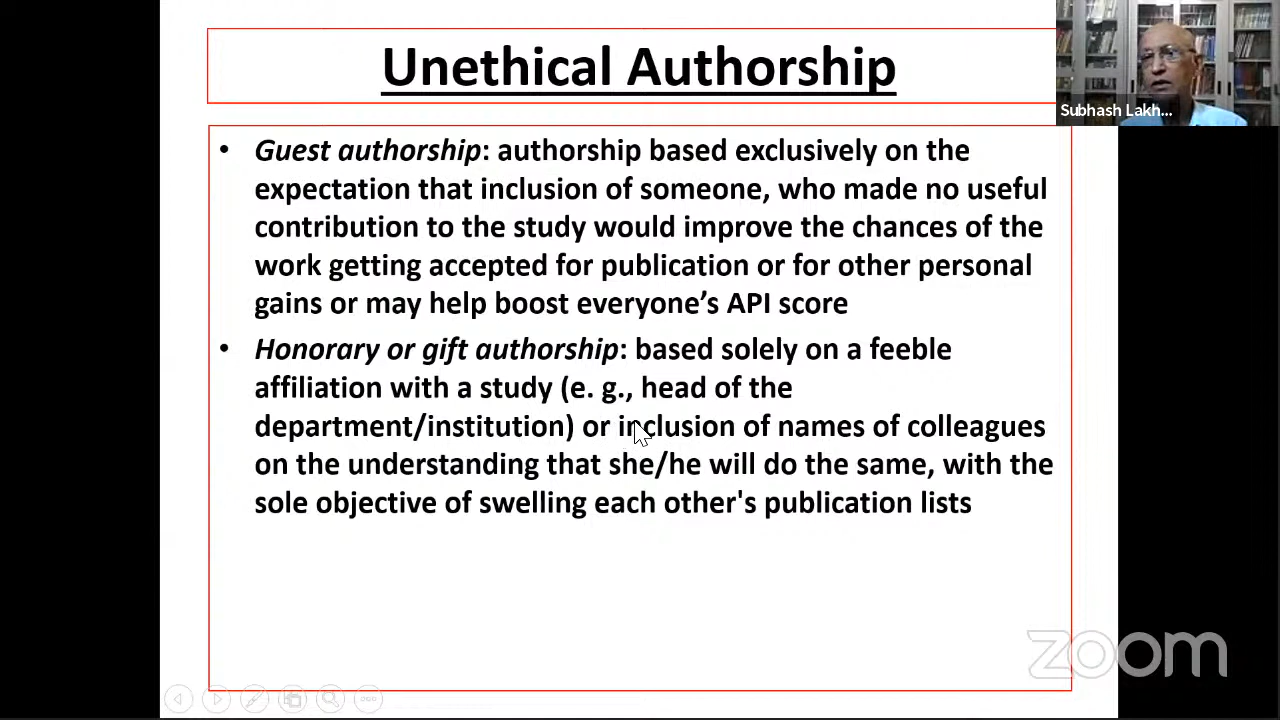 Unethical Authorship
Subhash Lakh...
• Guest authorship: authorship based exclusively on the
expectation that inclusion of someone, who made no useful
contribution to the study would improve the chances of the
work getting accepted for publication or for other personal
gains or may help boost everyone’s API score
• Honorary or gift authorship: based solely on a feeble
affiliation with a study (e. g., head of the
department/institution) or inclusion of names of colleagues
on the understanding that she/he will do the same, with the
sole objective of swelling each other's publication lists
zoom